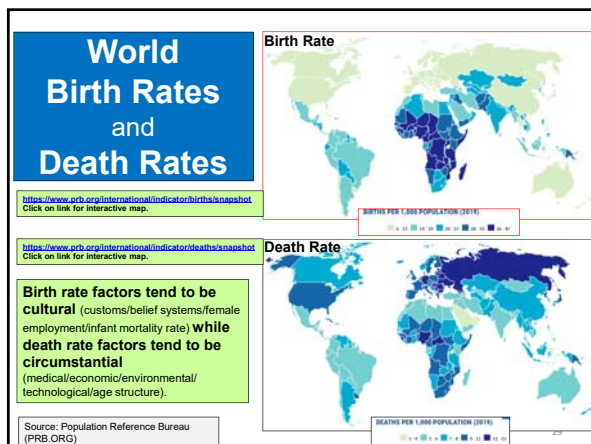 World
Birth Rates
and
Death Rates
https://www.prb.org/international/indicator/births/snapshot
Click on link for interactive map.
Birth Rate
BIRTHS PER 1,000 POPULATION (2019)
https://www.prb.org/international/indicator/deaths/snapshot
Click on link for interactive map.
Death Rate
Birth rate factors tend to be
cultural (customs/belief systems/female
employment/infant mortality rate) while
death rate factors tend to be
circumstantial
(medical/economic/environmental/
technological/age structure).
DEATHS PER 1,000 POPULATION (2019)
Source: Population Reference Bureau
(PRB.ORG)
29